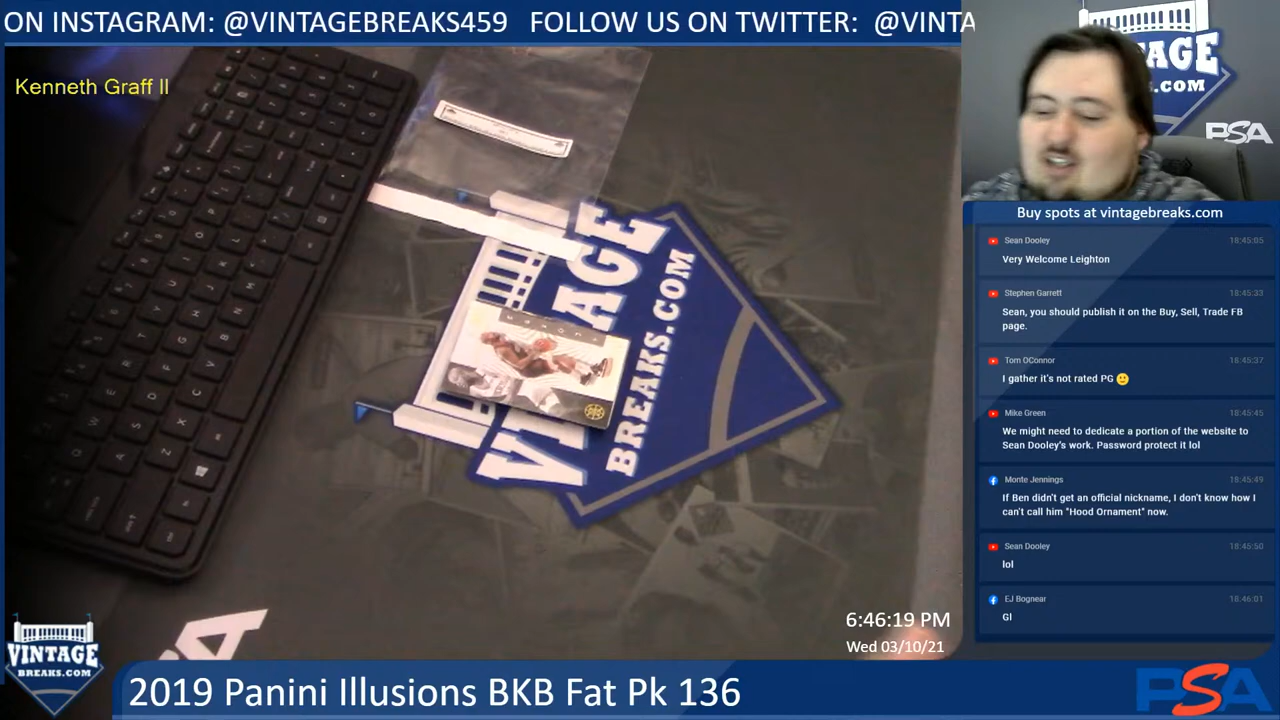 ON INSTAGRAM: @VINTAGEBREAKS459 FOLLOW US ON TWITTER: @VINTA
Kenneth Graff II
VINTAGE
BREAKS.COM
AGE
S.COM
PSA
Buy spots at vintagebreaks.com
Sean Dooley 18:45:05
Very Welcome Leighton
Stephen Garrett 18:45:33
Sean, you should publish it on the Buy, Sell, Trade FB
page.
Tom OConnor 18:45:37
I gather it's not rated PG 🙂
Mike Green 18:45:45
We might need to dedicate a portion of the website to
Sean Dooley's work. Password protect it lol
Monte Jennings 18:45:49
If Ben didn't get an official nickname, I don't know how I
can't call him "Hood Ornament" now.
Sean Dooley 18:45:50
lol
EJ Bognear 18:46:01
Gl
6:46:19 PM
Wed 03/10/21
VINTAGE
BREAKS.COM
2019 Panini Illusions BKB Fat Pk 136
PSA